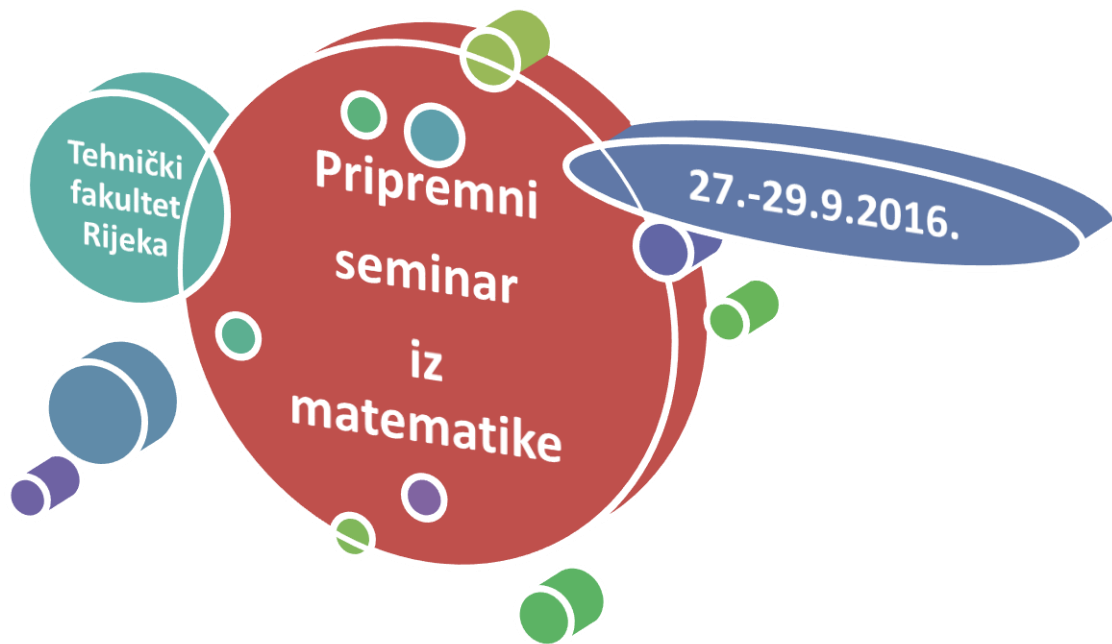 Tehnički
fakultet
Rijeka
Pripremni
seminar
iz
matematike
27.-29.9.2016.